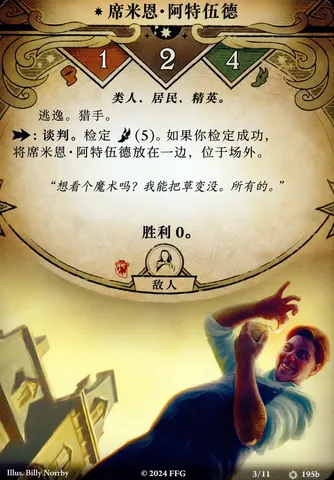 席米恩·阿特伍德
1 2 4
类人、居民、精英。
逃逸。猎手。
:谈判。检定 (5)。如果你检定成功,
将席米恩·阿特伍德放在一边,位于场外。
“想看个魔术吗?我能把草变没。所有的。”
胜利 0。
敌人
Illus. Billy Norrby
© 2024 FFG
3/11
195b